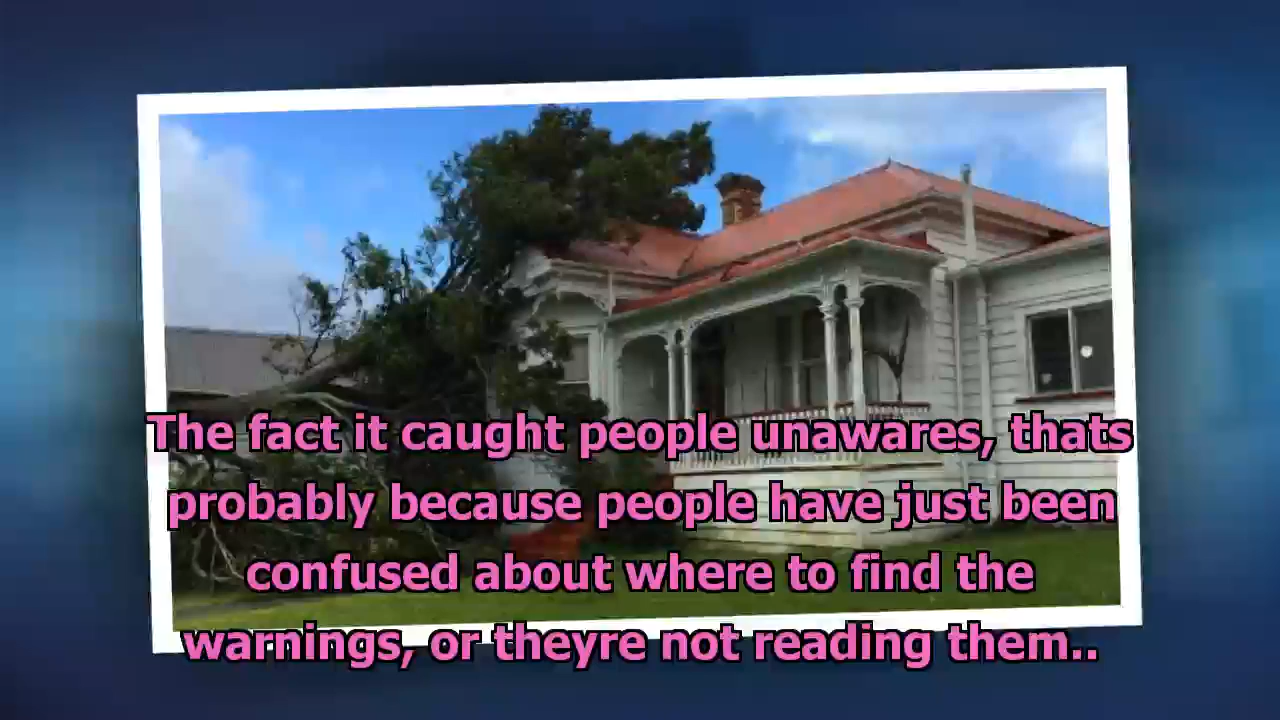 The fact it caught people unawares, thats
probably because people have just been
confused about where to find the
warnings, or theyre not reading them..